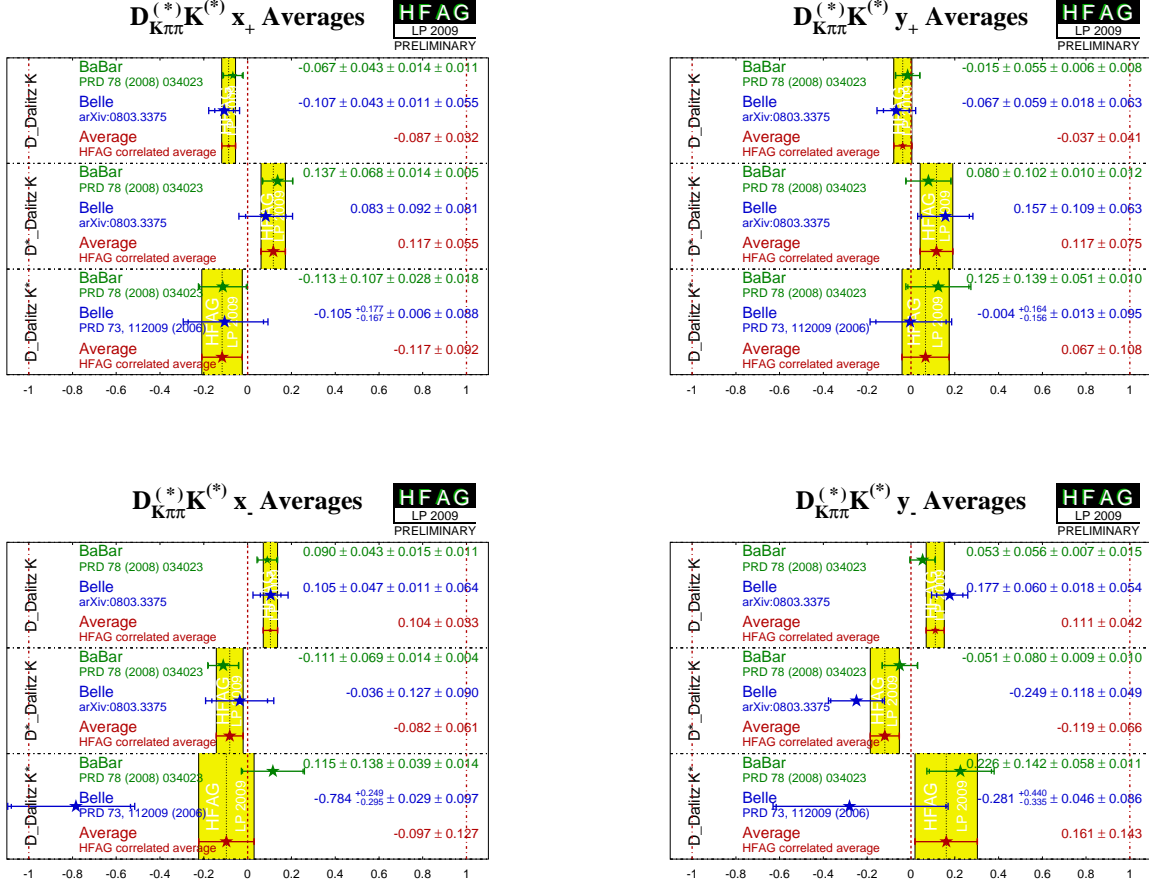 D(*)Kππ K(*) x+ Averages
HFAG
LP 2009
PRELIMINARY
D_Dalitz K
BaBar
PRD 78 (2008) 034023
-0.067 ± 0.043 ± 0.014 ± 0.011
Belle
arXiv:0803.3375
-0.107 ± 0.043 ± 0.011 ± 0.055
Average
HFAG correlated average
-0.087 ± 0.032
D*_Dalitz K
BaBar
PRD 78 (2008) 034023
0.137 ± 0.068 ± 0.014 ± 0.005
Belle
arXiv:0803.3375
0.083 ± 0.092 ± 0.081
Average
HFAG correlated average
0.117 ± 0.055
HFAG
LP 2009
D_Dalitz K*
BaBar
PRD 78 (2008) 034023
-0.113 ± 0.107 ± 0.028 ± 0.018
Belle
PRD 73, 112009 (2006)
-0.105 +0.177 -0.167 ± 0.006 ± 0.088
Average
HFAG correlated average
-0.117 ± 0.092
HFAG
LP 2009
-1 -0.8 -0.6 -0.4 -0.2 0 0.2 0.4 0.6 0.8 1
D(*)Kππ K(*) y+ Averages
HFAG
LP 2009
PRELIMINARY
D_Dalitz K
BaBar
PRD 78 (2008) 034023
-0.015 ± 0.055 ± 0.006 ± 0.008
Belle
arXiv:0803.3375
-0.067 ± 0.059 ± 0.018 ± 0.063
Average
HFAG correlated average
-0.037 ± 0.041
D*_Dalitz K
BaBar
PRD 78 (2008) 034023
0.080 ± 0.102 ± 0.010 ± 0.012
Belle
arXiv:0803.3375
0.157 ± 0.109 ± 0.063
Average
HFAG correlated average
0.117 ± 0.075
HFAG
LP 2009
D_Dalitz K*
BaBar
PRD 78 (2008) 034023
0.125 ± 0.139 ± 0.051 ± 0.010
Belle
PRD 73, 112009 (2006)
-0.004 +0.164 -0.156 ± 0.013 ± 0.095
Average
HFAG correlated average
0.067 ± 0.108
HFAG
LP 2009
-1 -0.8 -0.6 -0.4 -0.2 0 0.2 0.4 0.6 0.8 1
D(*)Kππ K(*) x- Averages
HFAG
LP 2009
PRELIMINARY
D_Dalitz K
BaBar
PRD 78 (2008) 034023
0.090 ± 0.043 ± 0.015 ± 0.011
Belle
arXiv:0803.3375
0.105 ± 0.047 ± 0.011 ± 0.064
Average
HFAG correlated average
0.104 ± 0.033
D*_Dalitz K
BaBar
PRD 78 (2008) 034023
-0.111 ± 0.069 ± 0.014 ± 0.004
Belle
arXiv:0803.3375
-0.036 ± 0.127 ± 0.090
Average
HFAG correlated average
-0.082 ± 0.061
HFAG
LP 2009
D_Dalitz K*
BaBar
PRD 78 (2008) 034023
0.115 ± 0.138 ± 0.039 ± 0.014
Belle
PRD 73, 112009 (2006)
-0.784 +0.249 -0.295 ± 0.029 ± 0.097
Average
HFAG correlated average
-0.097 ± 0.127
HFAG
LP 2009
-1 -0.8 -0.6 -0.4 -0.2 0 0.2 0.4 0.6 0.8 1
D(*)Kππ K(*) y- Averages
HFAG
LP 2009
PRELIMINARY
D_Dalitz K
BaBar
PRD 78 (2008) 034023
0.053 ± 0.056 ± 0.007 ± 0.015
Belle
arXiv:0803.3375
0.177 ± 0.060 ± 0.018 ± 0.054
Average
HFAG correlated average
0.111 ± 0.042
D*_Dalitz K
BaBar
PRD 78 (2008) 034023
-0.051 ± 0.080 ± 0.009 ± 0.010
Belle
arXiv:0803.3375
-0.249 ± 0.118 ± 0.049
Average
HFAG correlated average
-0.119 ± 0.066
HFAG
LP 2009
D_Dalitz K*
BaBar
PRD 78 (2008) 034023
0.226 ± 0.142 ± 0.058 ± 0.011
Belle
PRD 73, 112009 (2006)
-0.281 +0.440 -0.335 ± 0.046 ± 0.086
Average
HFAG correlated average
0.161 ± 0.143
HFAG
LP 2009
-1 -0.8 -0.6 -0.4 -0.2 0 0.2 0.4 0.6 0.8 1